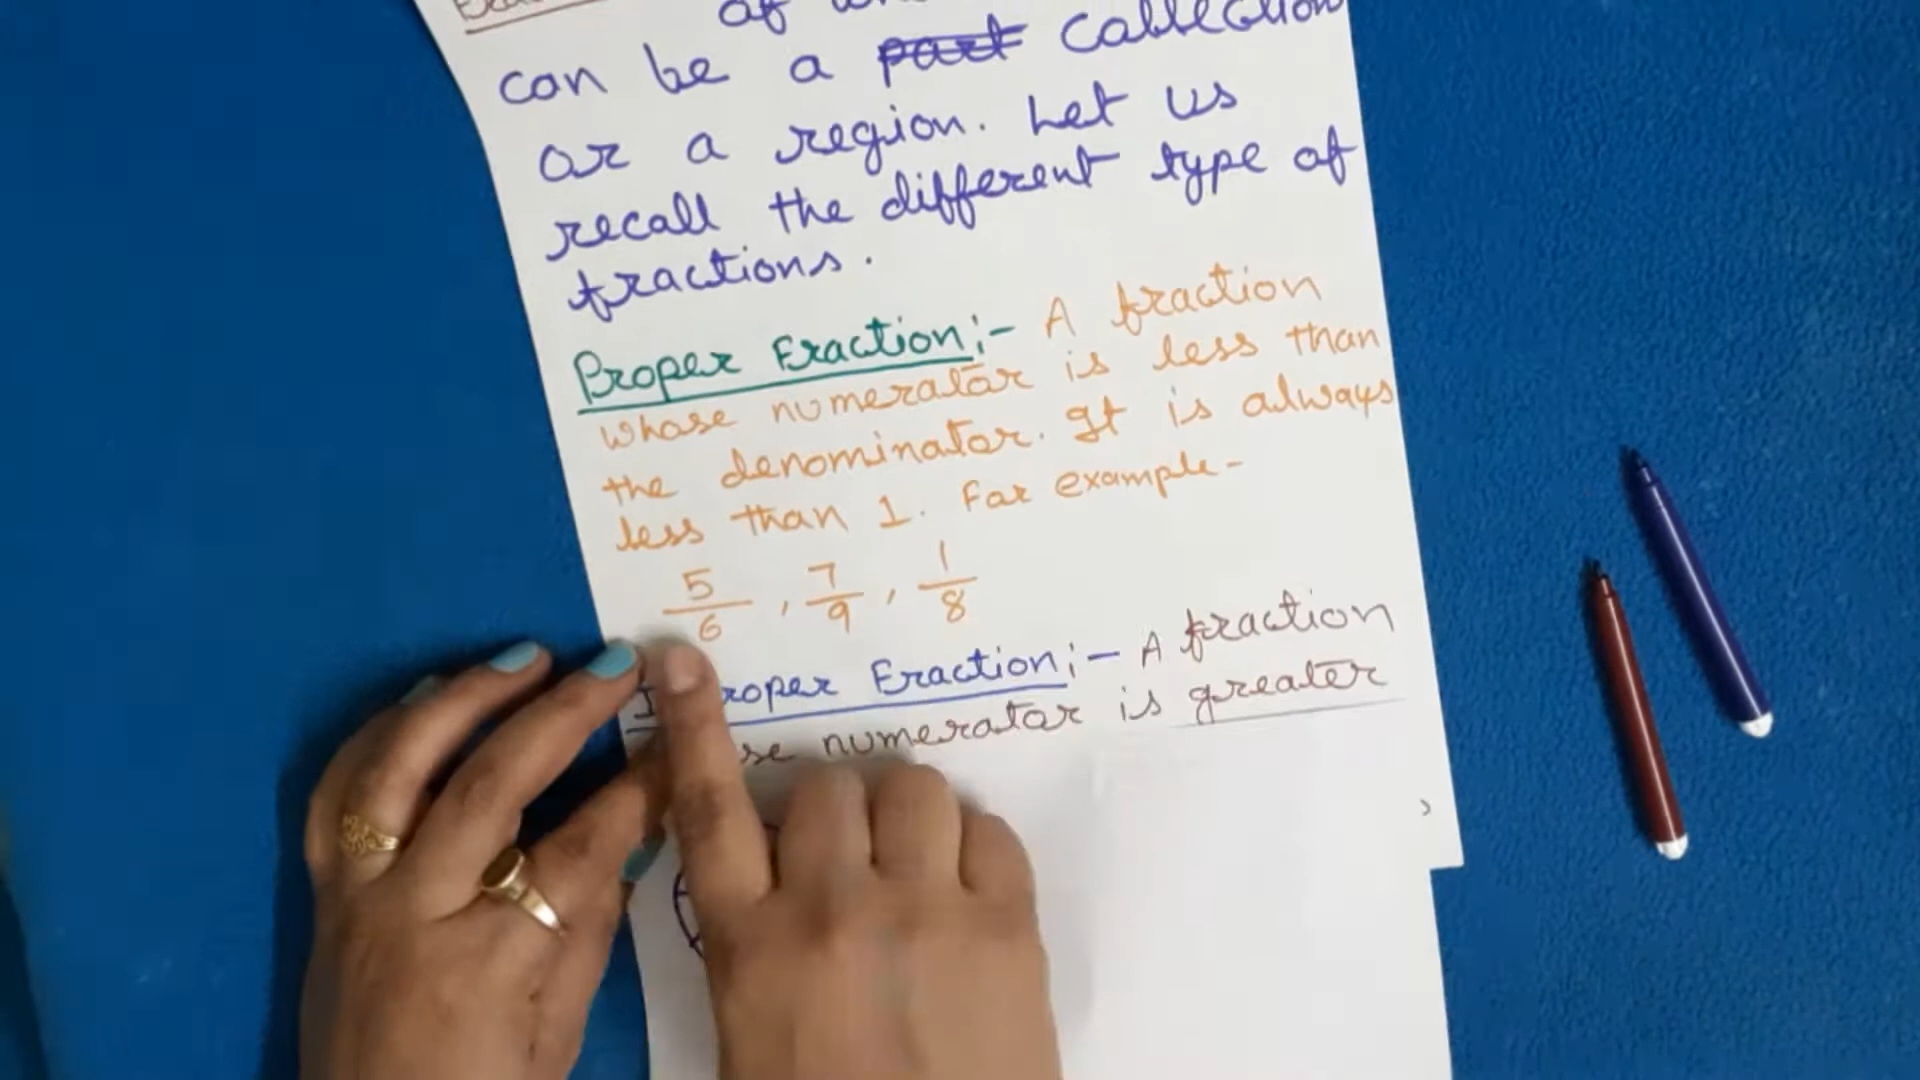 can be a part collection
or a region. Let us
recall the different type of
fractions.
Proper Fraction:- A fraction
whose numerator is less than
the denominator. It is always
less than 1. For example-
5/6, 7/9, 1/8
roper Fraction:- A fraction
se numerator is greater